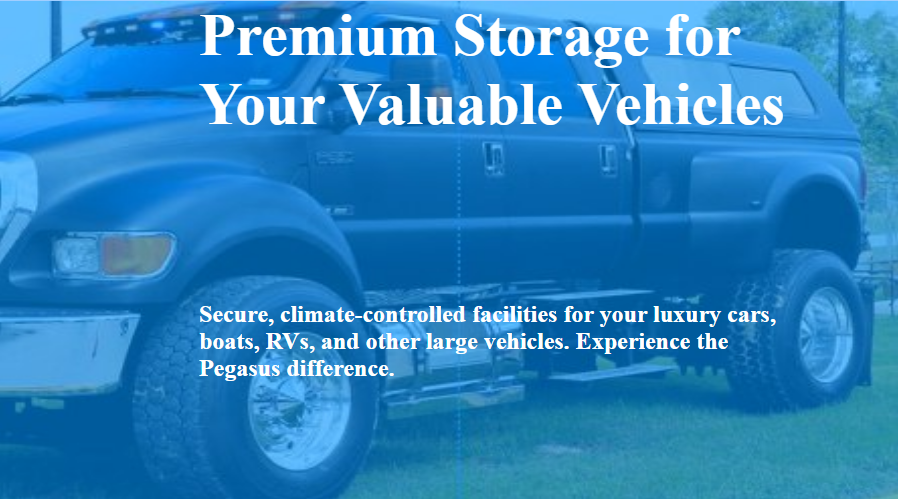 Premium Storage for
Your Valuable Vehicles
Secure, climate-controlled facilities for your luxury cars,
boats, RVs, and other large vehicles. Experience the
Pegasus difference.